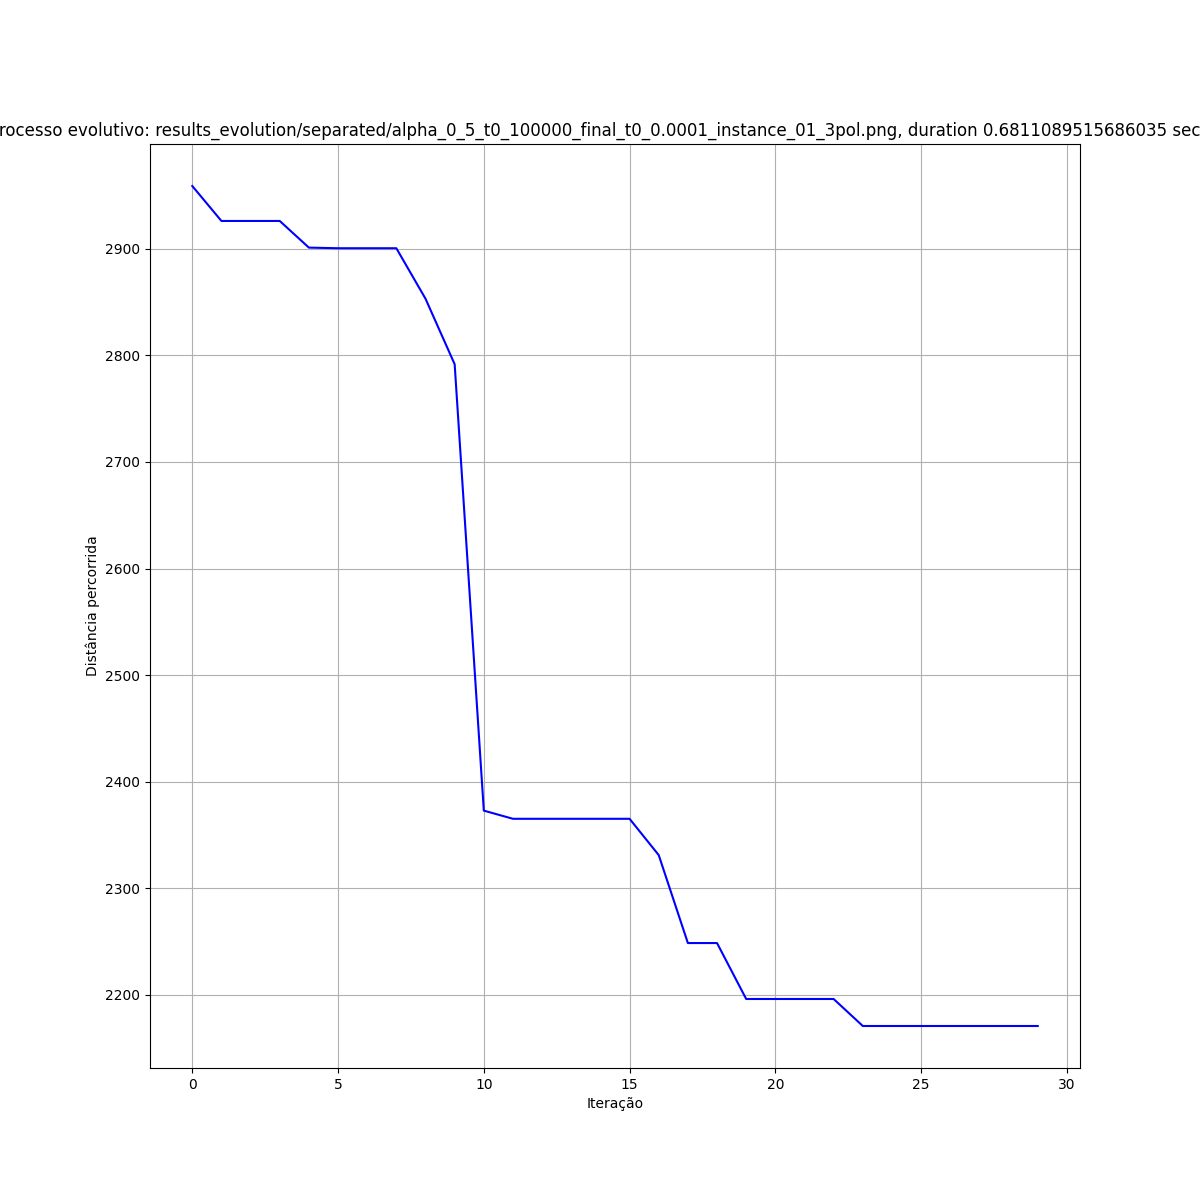 rocesso evolutivo: results_evolution/separated/alpha_0_5_t0_100000_final_t0_0.0001_instance_01_3pol.png, duration 0.6811089515686035 sec
2900
2800
2700
2600
2500
2400
2300
2200
Distância percorrida
0 5 10 15 20 25 30
Iteração